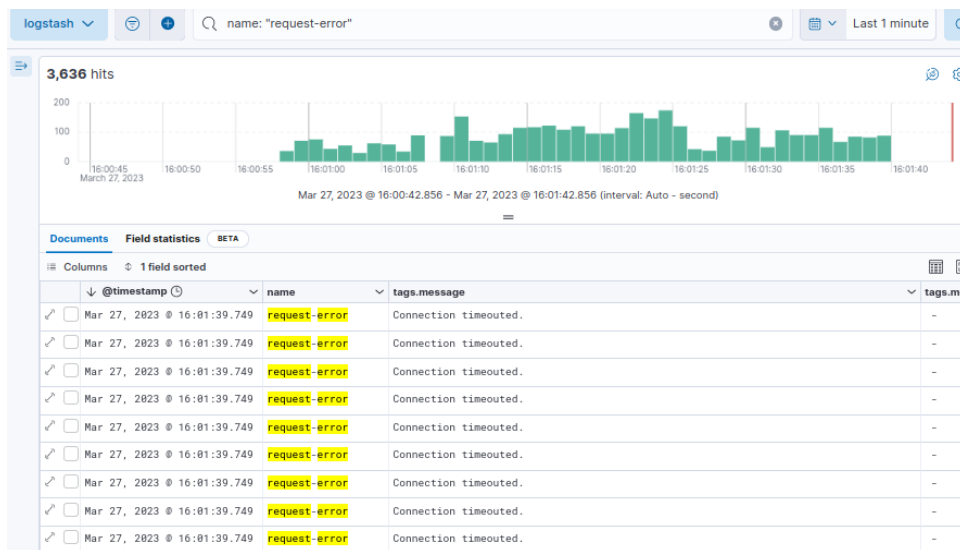 logstash
name: "request-error"
Last 1 minute
3,636 hits
200
100
0
16:00:45 16:00:50 16:00:55 16:01:00 16:01:05 16:01:10 16:01:15 16:01:20 16:01:25 16:01:30 16:01:35 16:01:40
March 27, 2023
Mar 27, 2023 @ 16:00:42.856 - Mar 27, 2023 @ 16:01:42.856 (interval: Auto - second)
Documents Field statistics BETA
Columns 1 field sorted
@timestamp name tags.message tags.m
Mar 27, 2023 @ 16:01:39.749 request-error Connection timeouted. -
Mar 27, 2023 @ 16:01:39.749 request-error Connection timeouted. -
Mar 27, 2023 @ 16:01:39.749 request-error Connection timeouted. -
Mar 27, 2023 @ 16:01:39.749 request-error Connection timeouted. -
Mar 27, 2023 @ 16:01:39.749 request-error Connection timeouted. -
Mar 27, 2023 @ 16:01:39.749 request-error Connection timeouted. -
Mar 27, 2023 @ 16:01:39.749 request-error Connection timeouted. -
Mar 27, 2023 @ 16:01:39.749 request-error Connection timeouted. -
Mar 27, 2023 @ 16:01:39.749 request-error Connection timeouted. -